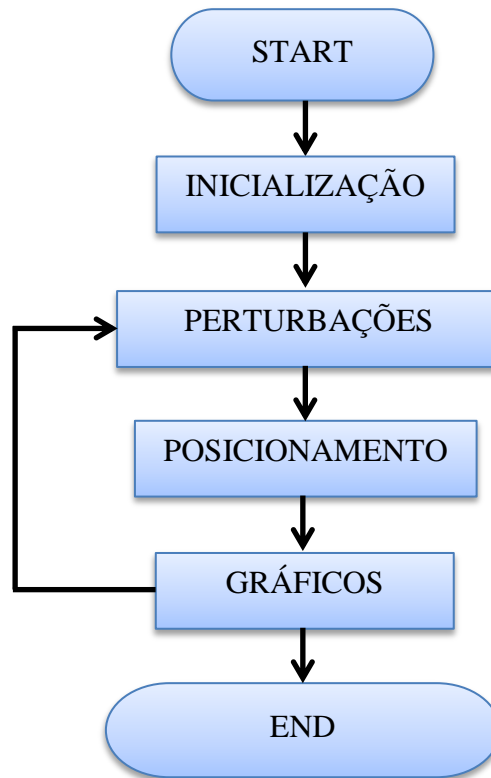 START
INICIALIZAÇÃO
PERTURBAÇÕES
POSICIONAMENTO
GRÁFICOS
END